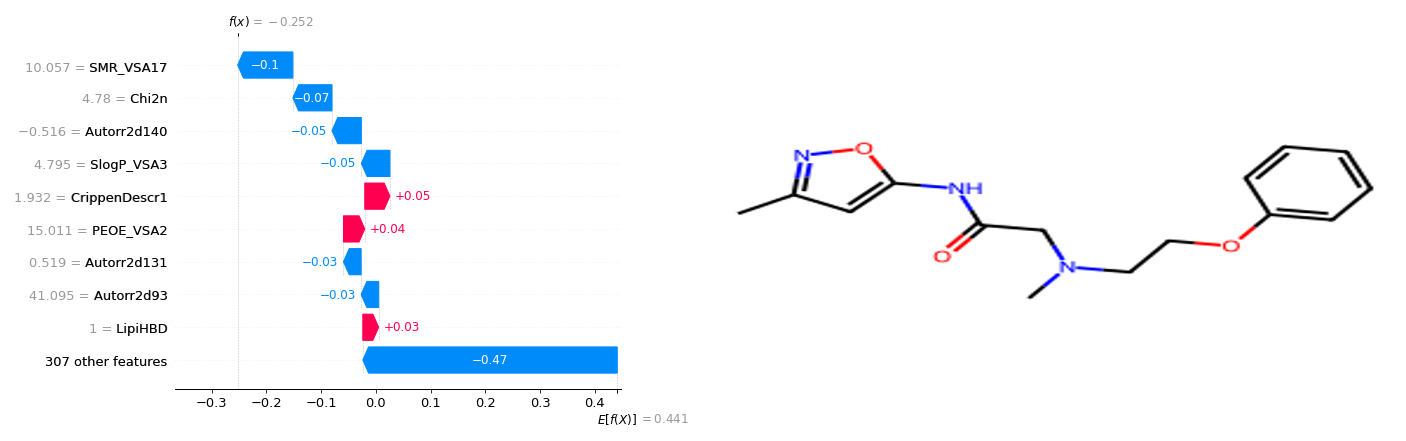 f(x) = −0.252
10.057 = SMR_VSA17
−0.1
4.78 = Chi2n
−0.07
−0.516 = Autorr2d140
−0.05
4.795 = SlogP_VSA3
−0.05
1.932 = CrippenDescr1
+0.05
15.011 = PEOE_VSA2
+0.04
0.519 = Autorr2d131
−0.03
41.095 = Autorr2d93
−0.03
1 = LipiHBD
+0.03
307 other features
−0.47
−0.3 −0.2 −0.1 0.0 0.1 0.2 0.3 0.4
E[f(X)] = 0.441
N O
NH
O
N
O